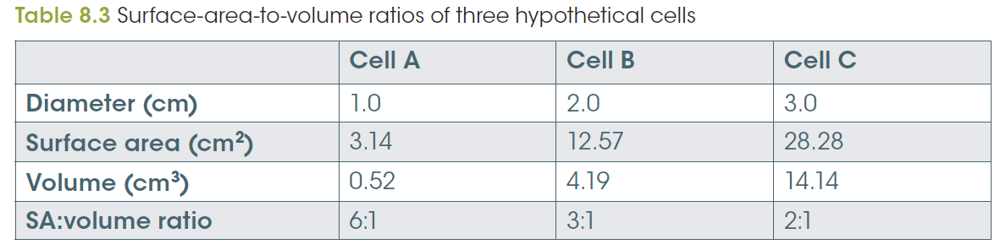 Table 8.3 Surface-area-to-volume ratios of three hypothetical cells
Cell A Cell B Cell C
Diameter (cm) 1.0 2.0 3.0
Surface area (cm²) 3.14 12.57 28.28
Volume (cm³) 0.52 4.19 14.14
SA:volume ratio 6:1 3:1 2:1